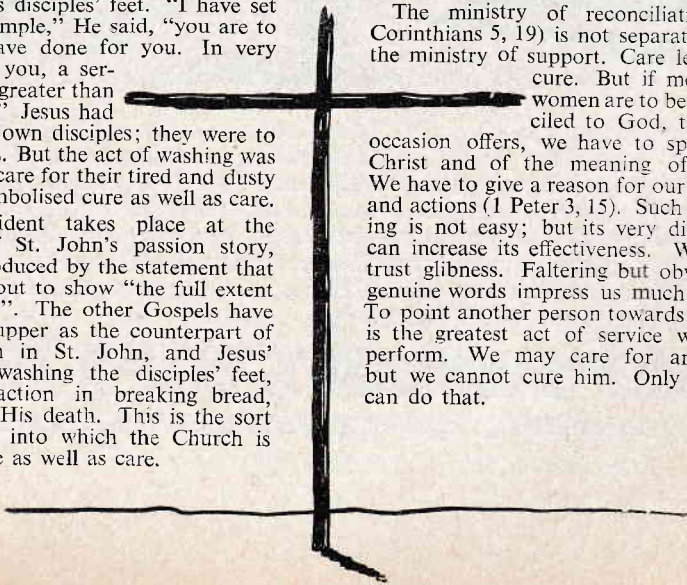 disciples' feet. "I have set
mple," He said, "you are to
ave done for you. In very
you, a ser-
greater than
" Jesus had
own disciples; they were to
. But the act of washing was
care for their tired and dusty
mbolised cure as well as care.
ident takes place at the
St. John's passion story,
oduced by the statement that
out to show "the full extent
". The other Gospels have
upper as the counterpart of
in St. John, and Jesus'
washing the disciples' feet,
action in breaking bread,
His death. This is the sort
into which the Church is
as well as care.
The ministry of reconciliat
Corinthians 5, 19) is not separat
the ministry of support. Care le
cure. But if m
women are to be
ciled to God, t
occasion offers, we have to sp
Christ and of the meaning of
We have to give a reason for our
and actions (1 Peter 3, 15). Such
ing is not easy; but its very di
can increase its effectiveness. W
trust glibness. Faltering but obv
genuine words impress us much
To point another person towards
is the greatest act of service w
perform. We may care for an
but we cannot cure him. Only
can do that.